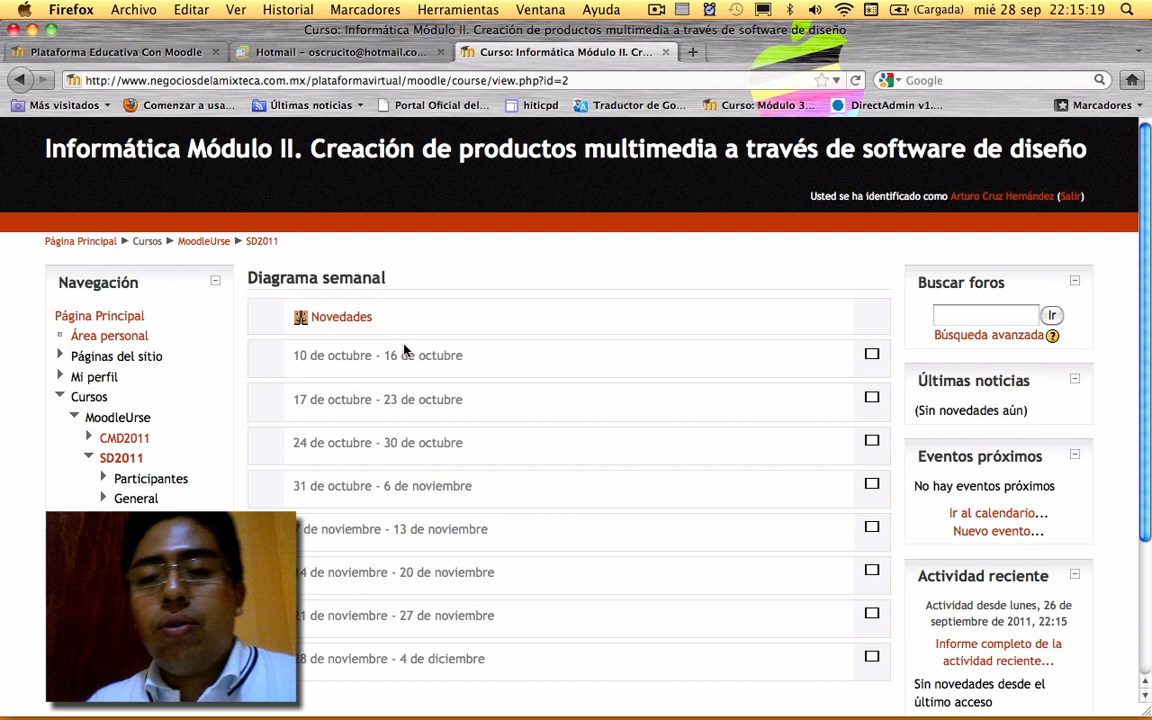 Firefox Archivo Editar Ver Historial Marcadores Herramientas Ventana Ayuda (Cargada) mié 28 sep 22:15:19
Curso: Informática Módulo II. Creación de productos multimedia a través de software de diseño
Plataforma Educativa Con Moodle
Hotmail – oscrucito@hotmail.co...
Curso: Informática Módulo II. Cr...
http://www.negociosdelamixteca.com.mx/plataformavirtual/moodle/course/view.php?id=2
Google
Más visitados Comenzar a usa... Últimas noticias Portal Oficial del... hiticpd Traductor de Go... Curso: Módulo 3... DirectAdmin v1.... Marcadores
Informática Módulo II. Creación de productos multimedia a través de software de diseño
Usted se ha identificado como Arturo Cruz Hernández (Salir)
Página Principal ► Cursos ► MoodleUrse ► SD2011
Navegación
Página Principal
Área personal
Páginas del sitio
Mi perfil
Cursos
MoodleUrse
CMD2011
SD2011
Participantes
General
Diagrama semanal
Novedades
10 de octubre - 16 de octubre
17 de octubre - 23 de octubre
24 de octubre - 30 de octubre
31 de octubre - 6 de noviembre
de noviembre - 13 de noviembre
de noviembre - 20 de noviembre
de noviembre - 27 de noviembre
de noviembre - 4 de diciembre
Buscar foros
Ir
Búsqueda avanzada
Últimas noticias
(Sin novedades aún)
Eventos próximos
No hay eventos próximos
Ir al calendario...
Nuevo evento...
Actividad reciente
Actividad desde lunes, 26 de
septiembre de 2011, 22:15
Informe completo de la
actividad reciente...
Sin novedades desde el
último acceso